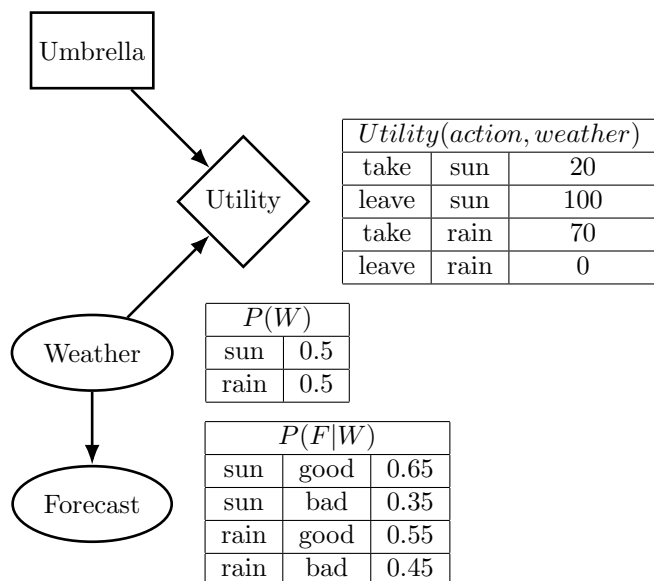 Umbrella
Utility
Utility(action, weather)
take sun 20
leave sun 100
take rain 70
leave rain 0
Weather
P(W)
sun 0.5
rain 0.5
Forecast
P(F|W)
sun good 0.65
sun bad 0.35
rain good 0.55
rain bad 0.45